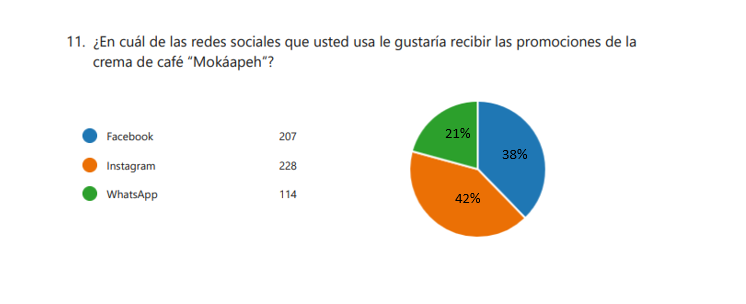 11. ¿En cuál de las redes sociales que usted usa le gustaría recibir las promociones de la
crema de café "Mokáapeh"?
Facebook 207
Instagram 228
WhatsApp 114
21%
38%
42%